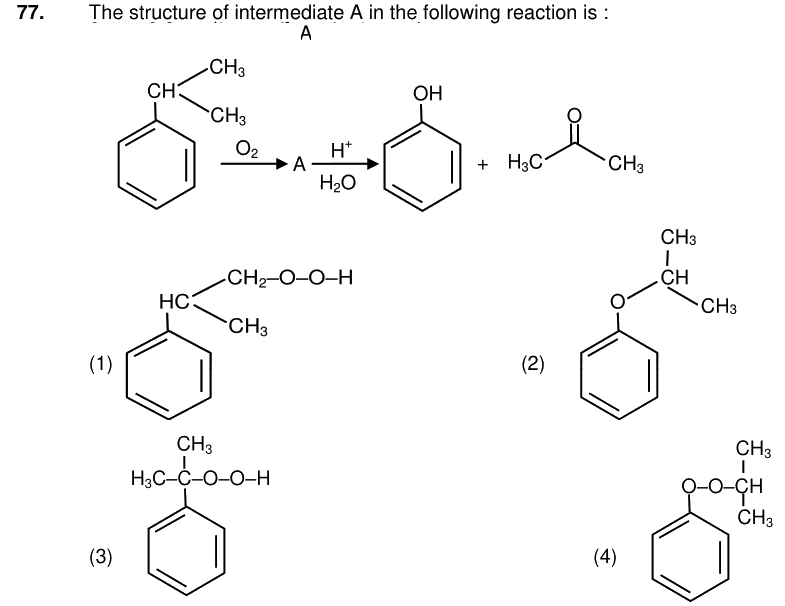 77. The structure of intermediate A in the following reaction is :
A
CH CH3 CH3
O2 A H+ H2O
OH
+
O H3C CH3
(1) HC CH2–O–O–H CH3
(2) O CH CH3 CH3
(3) CH3 H3C–C–O–O–H
(4) O–O–CH CH3 CH3